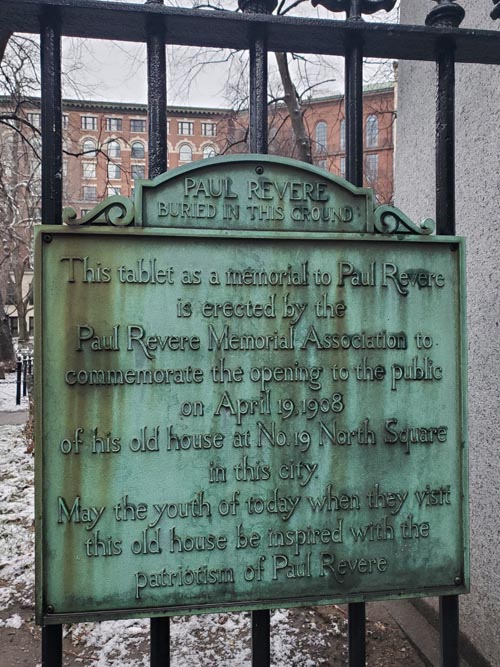 PAUL REVERE
BURIED IN THIS GROUND
This tablet as a memorial to Paul Revere
is erected by the
Paul Revere Memorial Association to
commemorate the opening to the public
on April 19, 1908
of his old house at No. 19 North Square
in this city.
May the youth of today when they visit
this old house be inspired with the
patriotism of Paul Revere